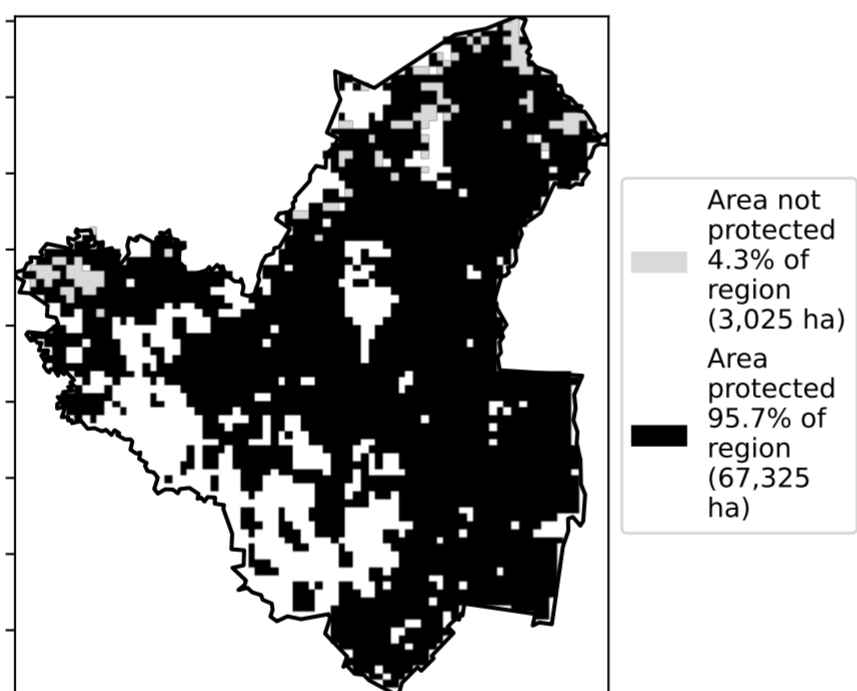 Area not
protected
4.3% of
region
(3,025 ha)
Area
protected
95.7% of
region
(67,325
ha)